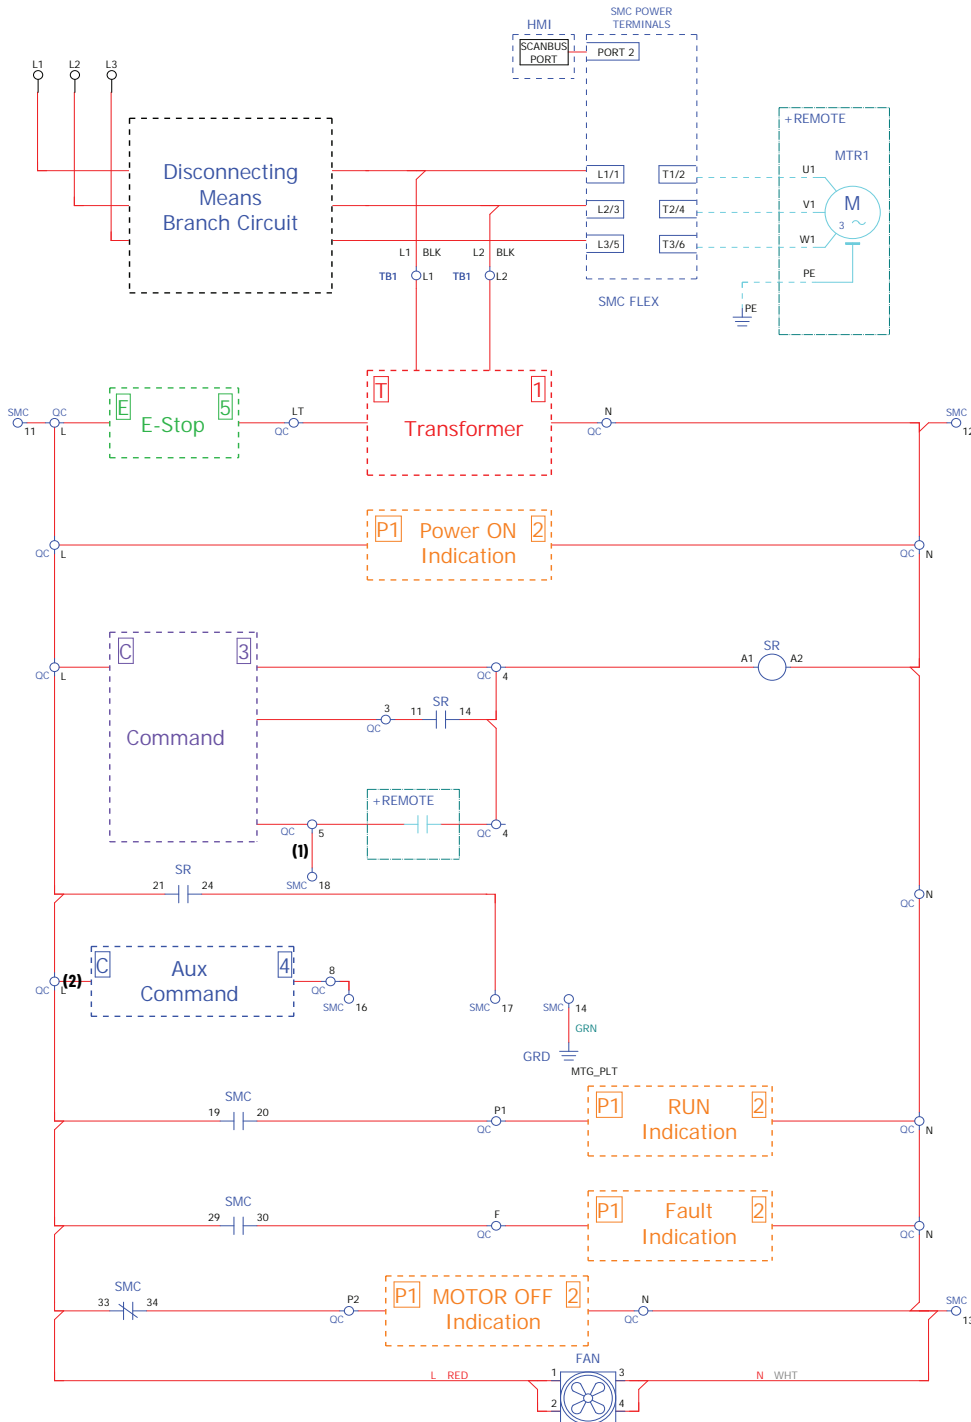 SMC POWER
TERMINALS
HMI
SCANBUS
PORT
PORT 2
L1 L2 L3
+REMOTE
MTR1
Disconnecting
Means
Branch Circuit
L1/1 T1/2 U1
L2/3 T2/4 V1
M
3
L3/5 T3/6 W1
L1 BLK L2 BLK
TB1 L1 TB1 L2
PE
SMC FLEX
PE
SMC QC
11 L
E 5
E-Stop
LT
QC
T 1
Transformer
N
QC
SMC
12
QC L
P1 Power ON 2
Indication
QC N
QC L
C 3
Command
QC 4
A1 SR A2
3
QC
11 SR 14
+REMOTE
QC 5
QC 4
(1)
SMC 18
21 SR 24
QC N
QC L (2)
C Aux 4
Command
8
QC
SMC 16
SMC 17
SMC 14
GRN
GRD
MTG_PLT
SMC
19 20
P1
QC
P1 RUN 2
Indication
QC N
SMC
29 30
F
QC
P1 Fault 2
Indication
QC N
SMC
33 34
P2
QC
P1 MOTOR OFF 2
Indication
N
QC
SMC
13
FAN
L RED 1 3 N WHT
2 4